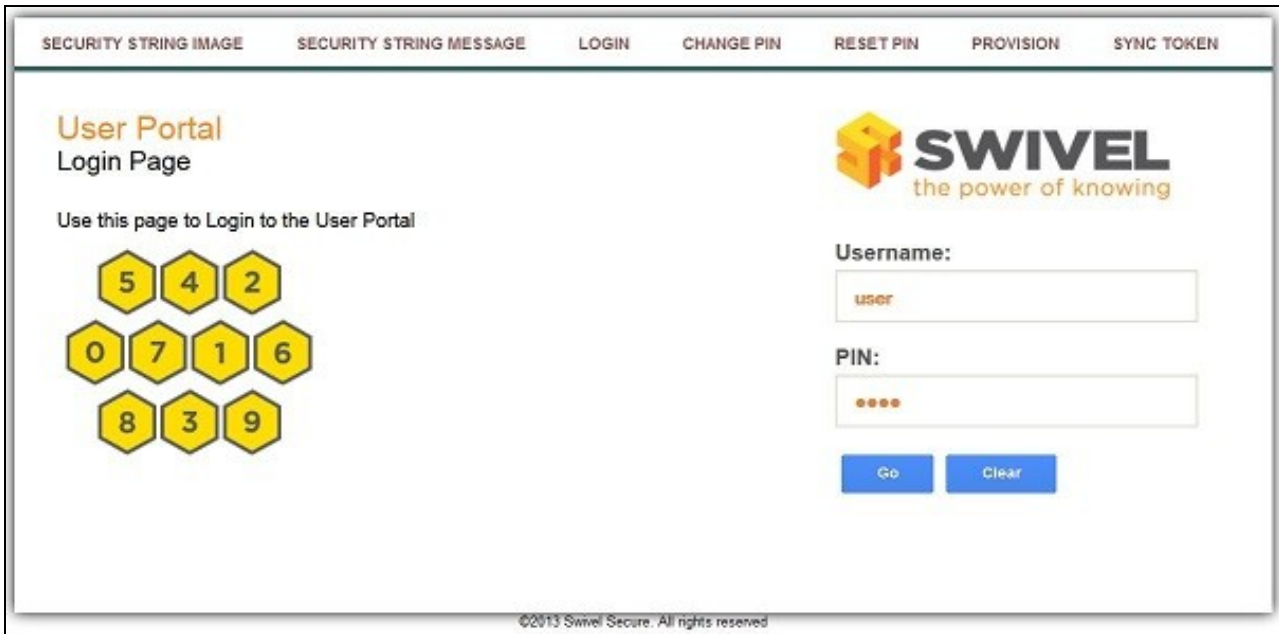 SECURITY STRING IMAGE SECURITY STRING MESSAGE LOGIN CHANGE PIN RESET PIN PROVISION SYNC TOKEN
User Portal
Login Page
Use this page to Login to the User Portal
5 4 2
0 7 1 6
8 3 9
SWIVEL
the power of knowing
Username:
user
PIN:
••••
Go Clear
©2013 Swivel Secure. All rights reserved